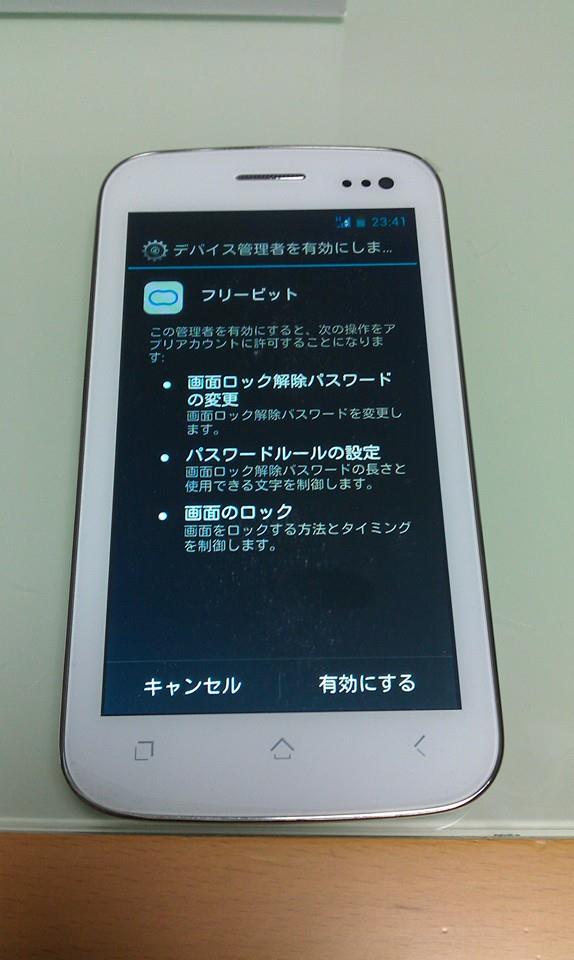 23:41
デバイス管理者を有効にしま...
フリービット
この管理者を有効にすると、次の操作をア
プリアカウントに許可することになりま
す:
• 画面ロック解除パスワード
の変更
画面ロック解除パスワードを変更し
ます。
• パスワードルールの設定
画面ロック解除パスワードの長さと
使用できる文字を制御します。
• 画面のロック
画面をロックする方法とタイミング
を制御します。
キャンセル
有効にする